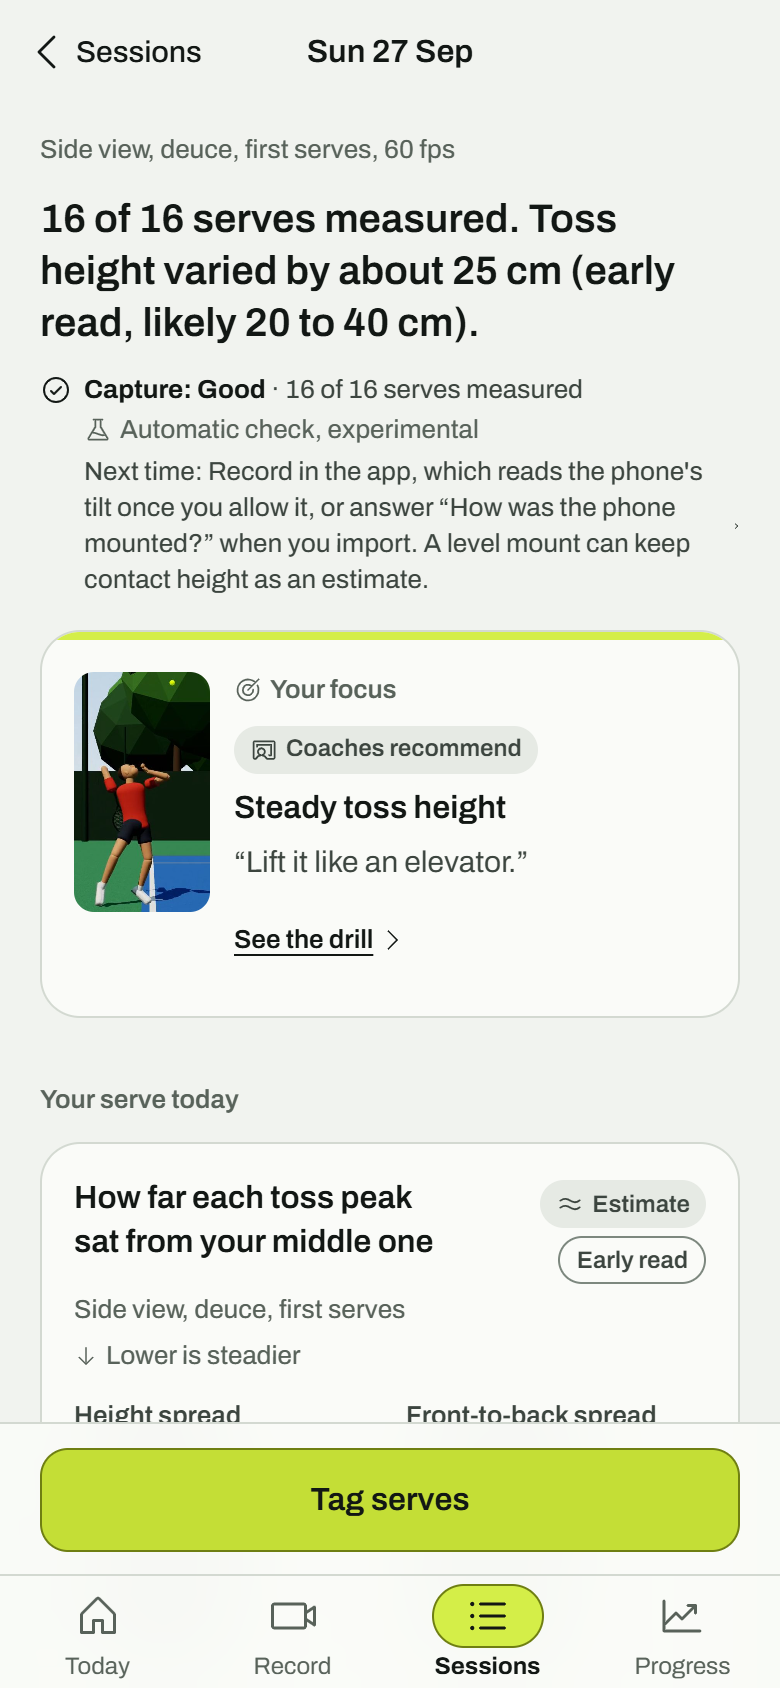 Sessions
Sun 27 Sep
Side view, deuce, first serves, 60 fps
16 of 16 serves measured. Toss
height varied by about 25 cm (early
read, likely 20 to 40 cm).
Capture: Good · 16 of 16 serves measured
Automatic check, experimental
Next time: Record in the app, which reads the phone's
tilt once you allow it, or answer “How was the phone
mounted?” when you import. A level mount can keep
contact height as an estimate.
Your focus
Coaches recommend
Steady toss height
“Lift it like an elevator.”
See the drill
Your serve today
How far each toss peak
sat from your middle one
Estimate
Early read
Side view, deuce, first serves
Lower is steadier
Height spread
Front-to-back spread
Tag serves
Today
Record
Sessions
Progress